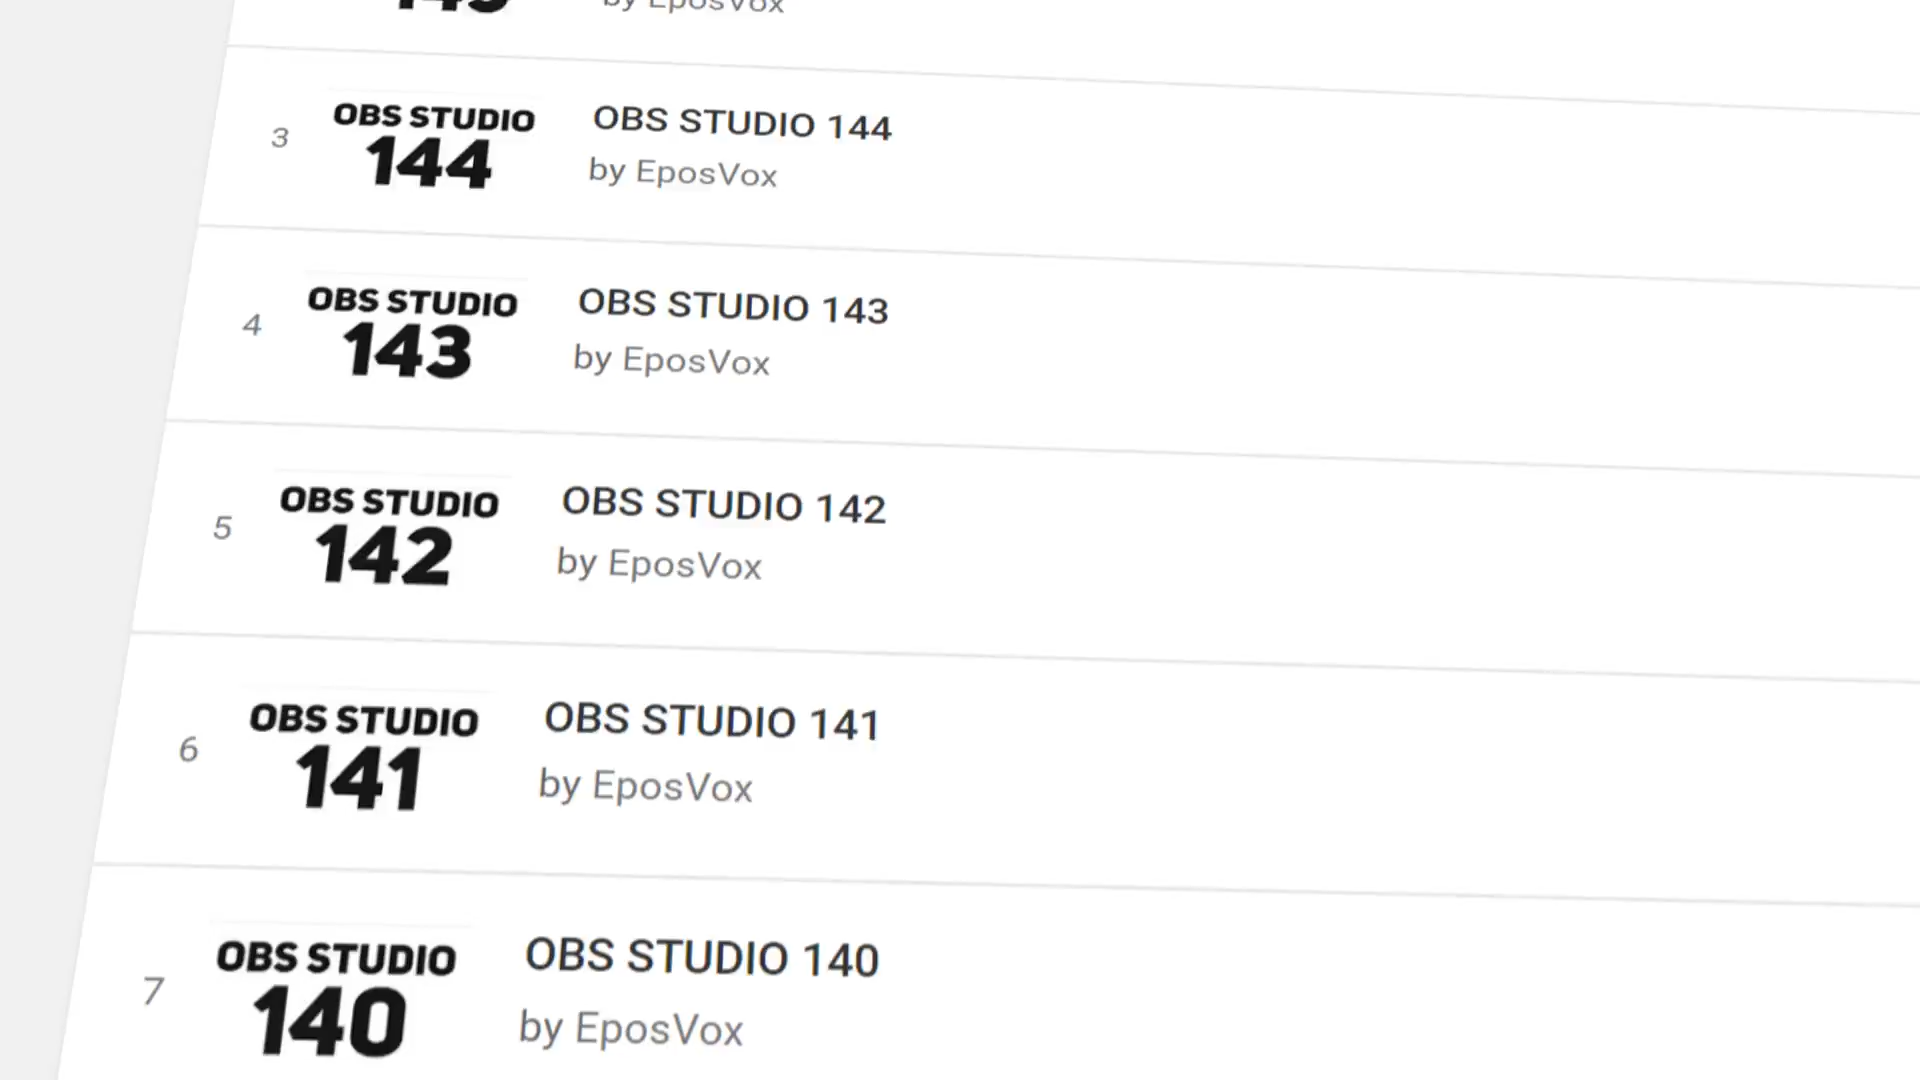 by EposVox
3
OBS STUDIO
144
OBS STUDIO 144
by EposVox
4
OBS STUDIO
143
OBS STUDIO 143
by EposVox
5
OBS STUDIO
142
OBS STUDIO 142
by EposVox
6
OBS STUDIO
141
OBS STUDIO 141
by EposVox
7
OBS STUDIO
140
OBS STUDIO 140
by EposVox